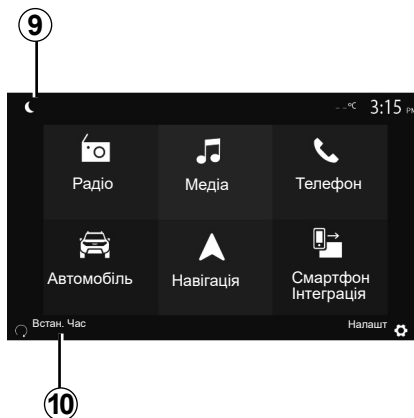 9
--°C 3:15 PM
Радіо Медіа Телефон
Автомобіль Навігація Смартфон
Інтеграція
Встан. Час Налашт
10